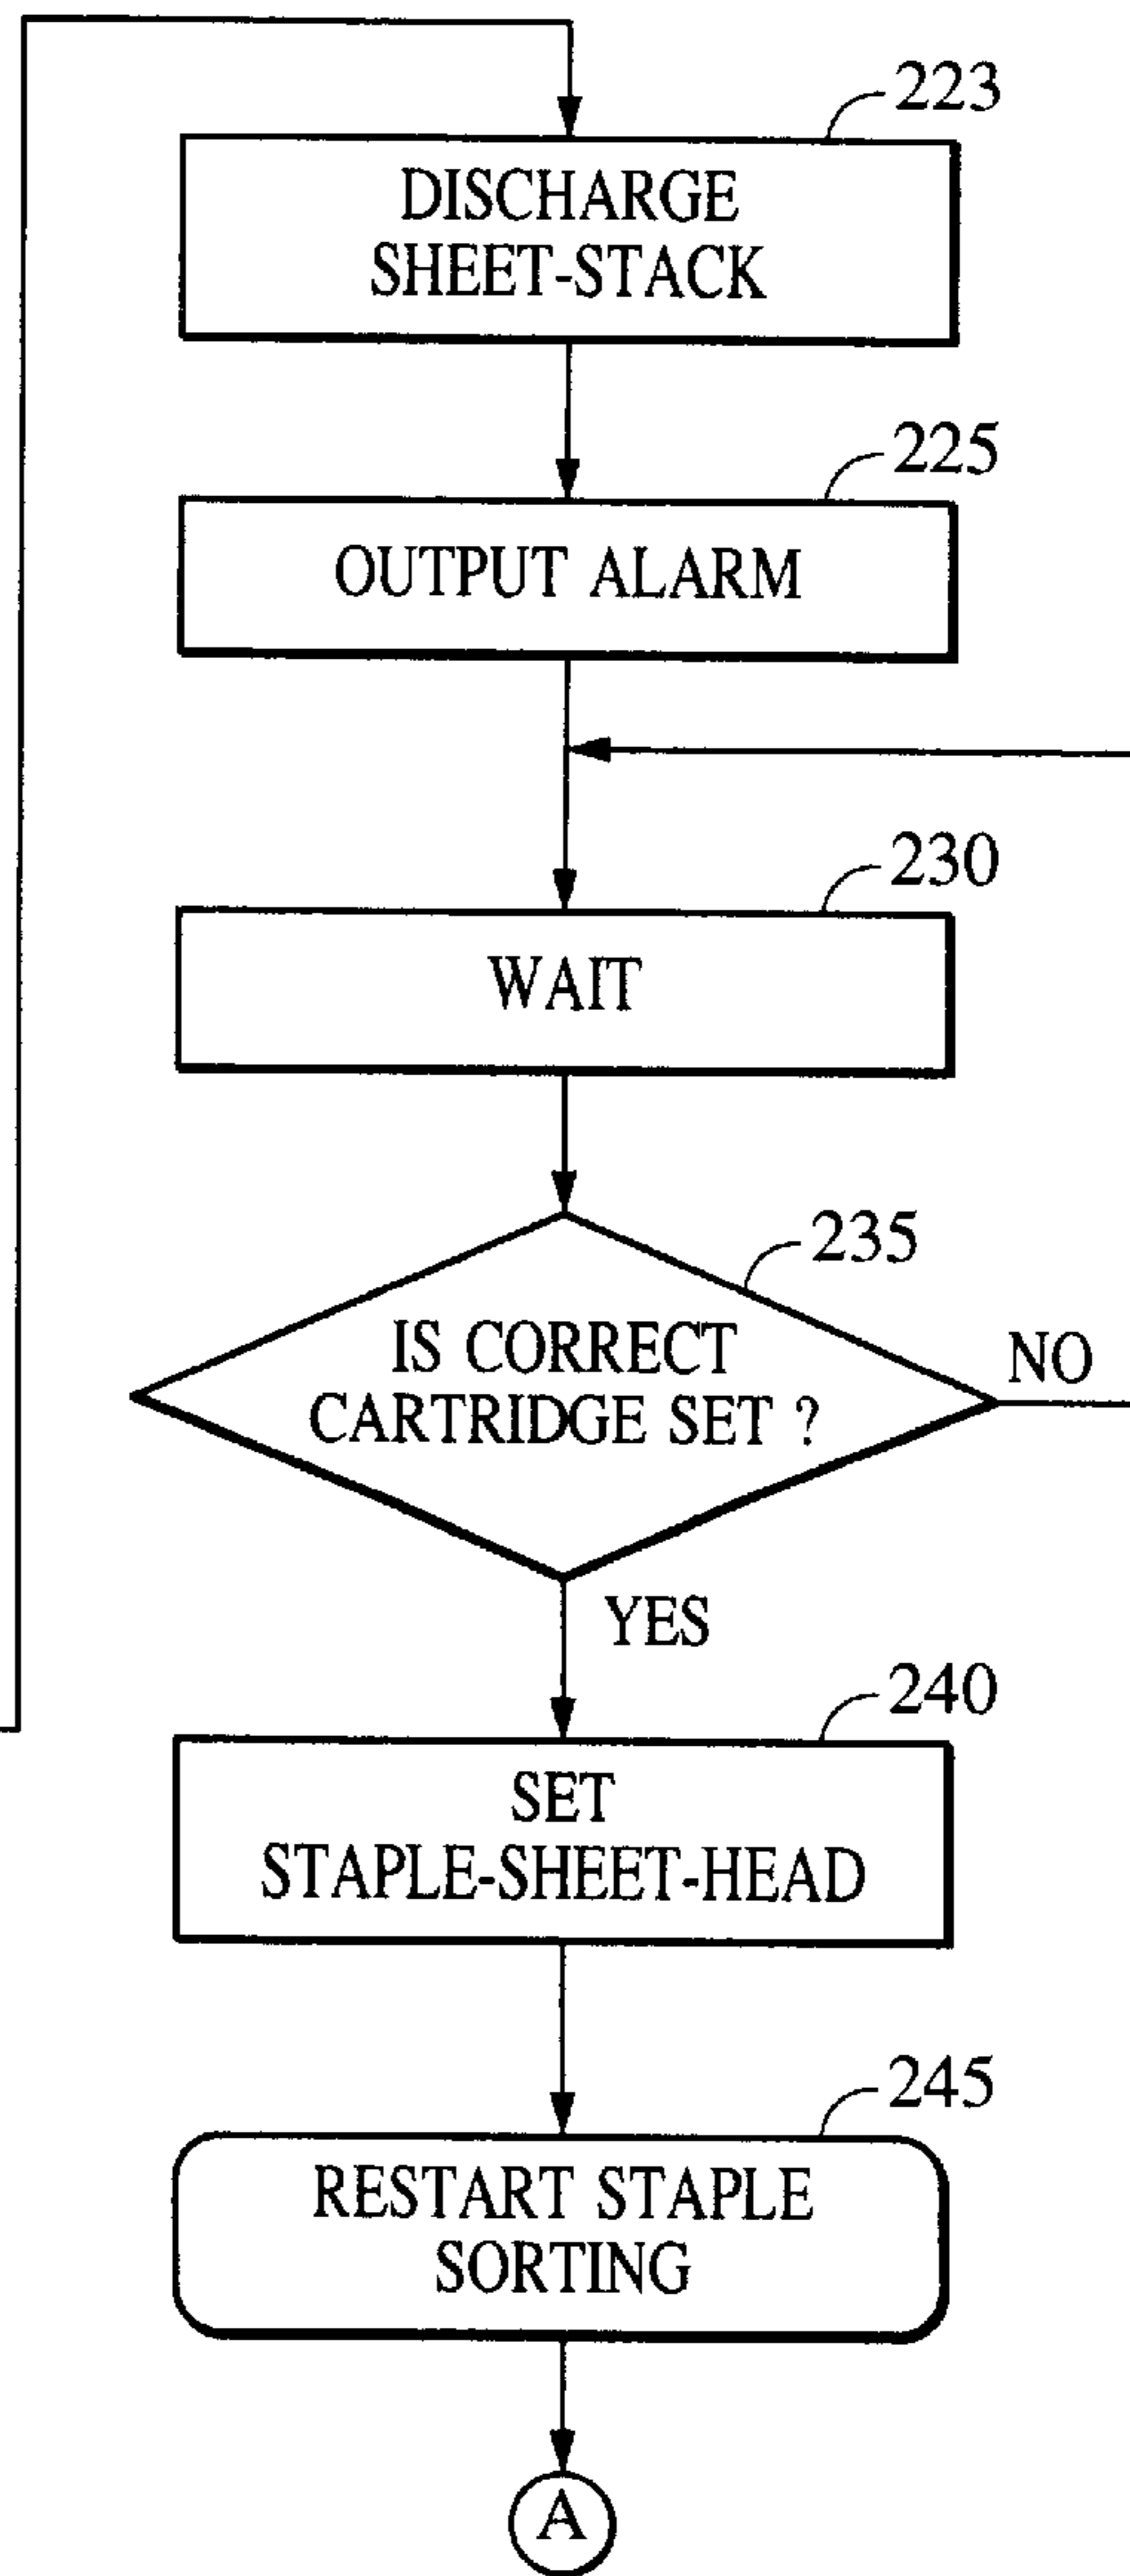 223
DISCHARGE
SHEET-STACK
225
OUTPUT ALARM
230
WAIT
235
IS CORRECT
CARTRIDGE SET ?
NO
YES
240
SET
STAPLE-SHEET-HEAD
245
RESTART STAPLE
SORTING
A